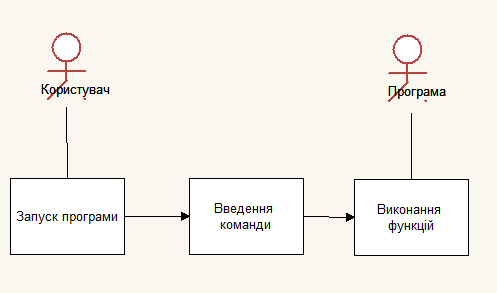 Користувач
Програма
Запуск програми
Введення
команди
Виконання
функцій